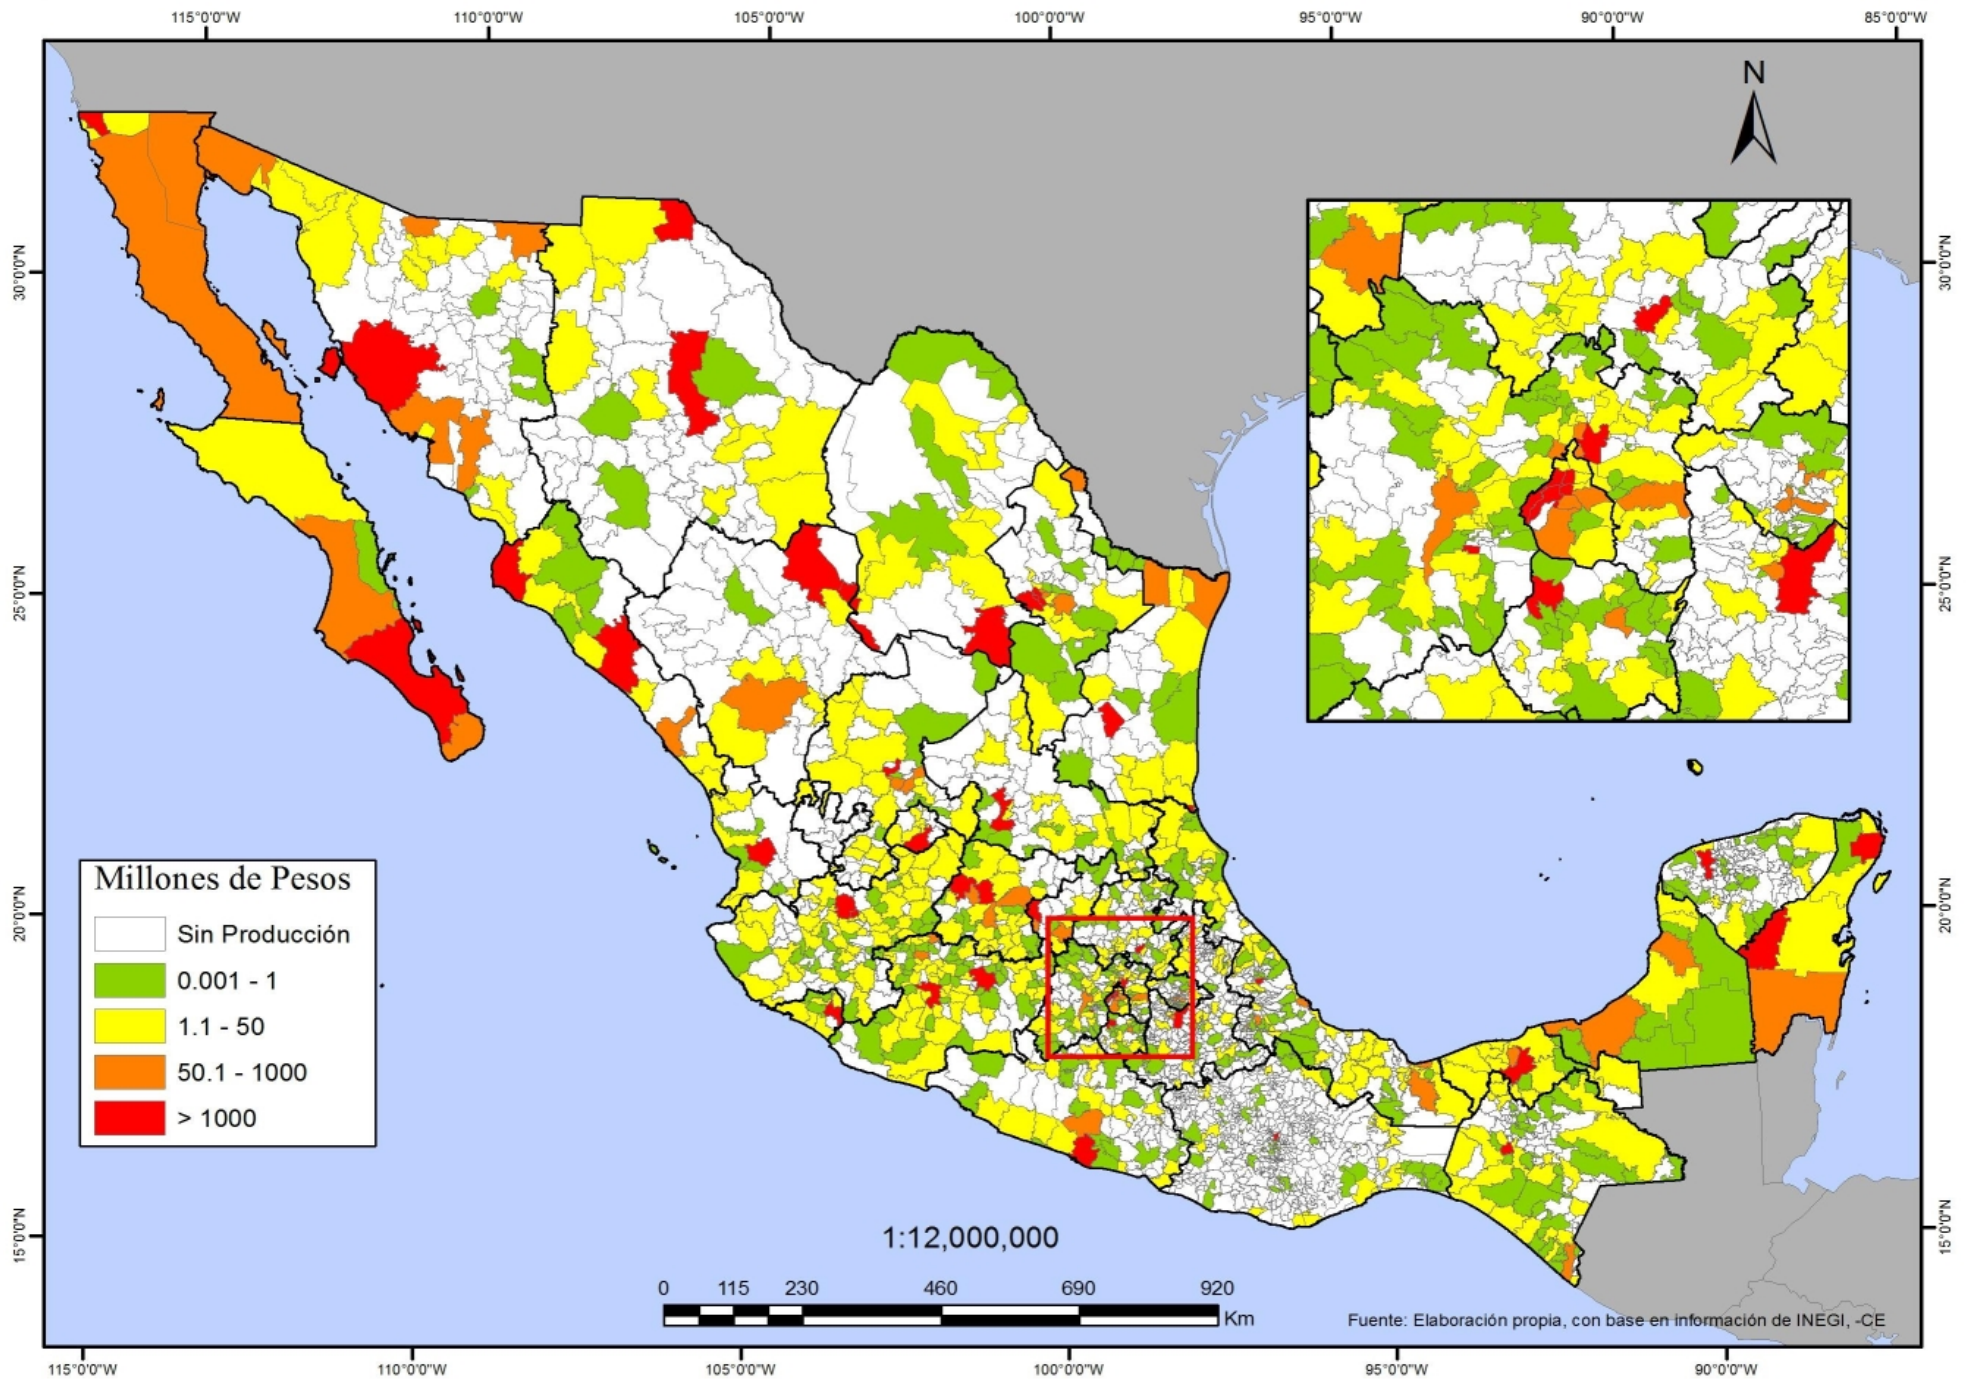 115°0'0"W 110°0'0"W 105°0'0"W 100°0'0"W 95°0'0"W 90°0'0"W 85°0'0"W
N
30°0'0"N 30°0'0"N
25°0'0"N 25°0'0"N
20°0'0"N 20°0'0"N
15°0'0"N 15°0'0"N
Millones de Pesos
Sin Producción
0.001 - 1
1.1 - 50
50.1 - 1000
> 1000
1:12,000,000
0 115 230 460 690 920
Km
Fuente: Elaboración propia, con base en información de INEGI, -CE
115°0'0"W 110°0'0"W 105°0'0"W 100°0'0"W 95°0'0"W 90°0'0"W